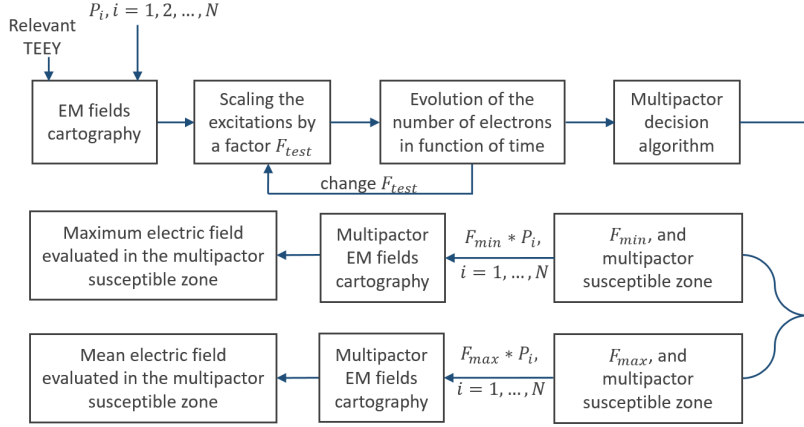 P_i, i = 1, 2, ..., N
Relevant
TEEY
EM fields
cartography
Scaling the
excitations by
a factor F_test
Evolution of the
number of electrons
in function of time
Multipactor
decision
algorithm
change F_test
Maximum electric field
evaluated in the multipactor
susceptible zone
Multipactor
EM fields
cartography
F_min * P_i,
i = 1, ..., N
F_min, and
multipactor
susceptible zone
Mean electric field
evaluated in the multipactor
susceptible zone
Multipactor
EM fields
cartography
F_max * P_i,
i = 1, ..., N
F_max, and
multipactor
susceptible zone